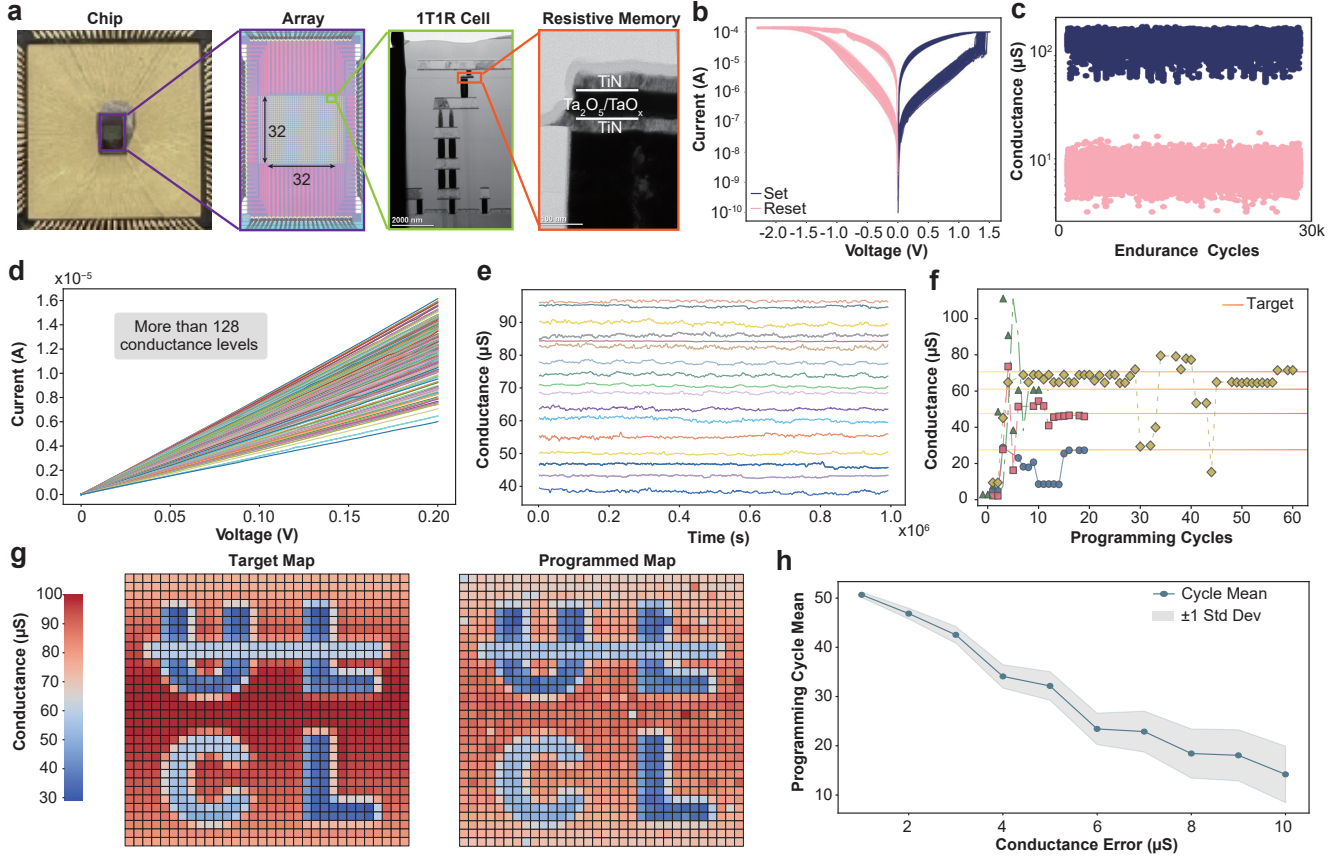 a
Chip
Array
1T1R Cell
Resistive Memory
32
32
2000 nm
TiN
Ta₂O₅/TaOₓ
TiN
100 nm
b
Current (A)
10⁻⁴
10⁻⁵
10⁻⁶
10⁻⁷
10⁻⁸
10⁻⁹
10⁻¹⁰
Set
Reset
-2.0 -1.5 -1.0 -0.5 0.0 0.5 1.0 1.5
Voltage (V)
c
Conductance (µS)
10²
10¹
0
30k
Endurance Cycles
d
x10⁻⁵
Current (A)
1.6
1.4
1.2
1.0
0.8
0.6
0.4
0.2
0.0
More than 128
conductance levels
0 0.05 0.10 0.15 0.20
Voltage (V)
e
Conductance (µS)
90
80
70
60
50
40
0.0 0.2 0.4 0.6 0.8 1.0
x10⁶
Time (s)
f
Conductance (µS)
100
80
60
40
20
0
Target
0 10 20 30 40 50 60
Programming Cycles
g
Target Map
Programmed Map
Conductance (µS)
100
90
80
70
60
50
40
30
h
Programming Cycle Mean
50
40
30
20
10
Cycle Mean
±1 Std Dev
2 4 6 8 10
Conductance Error (µS)